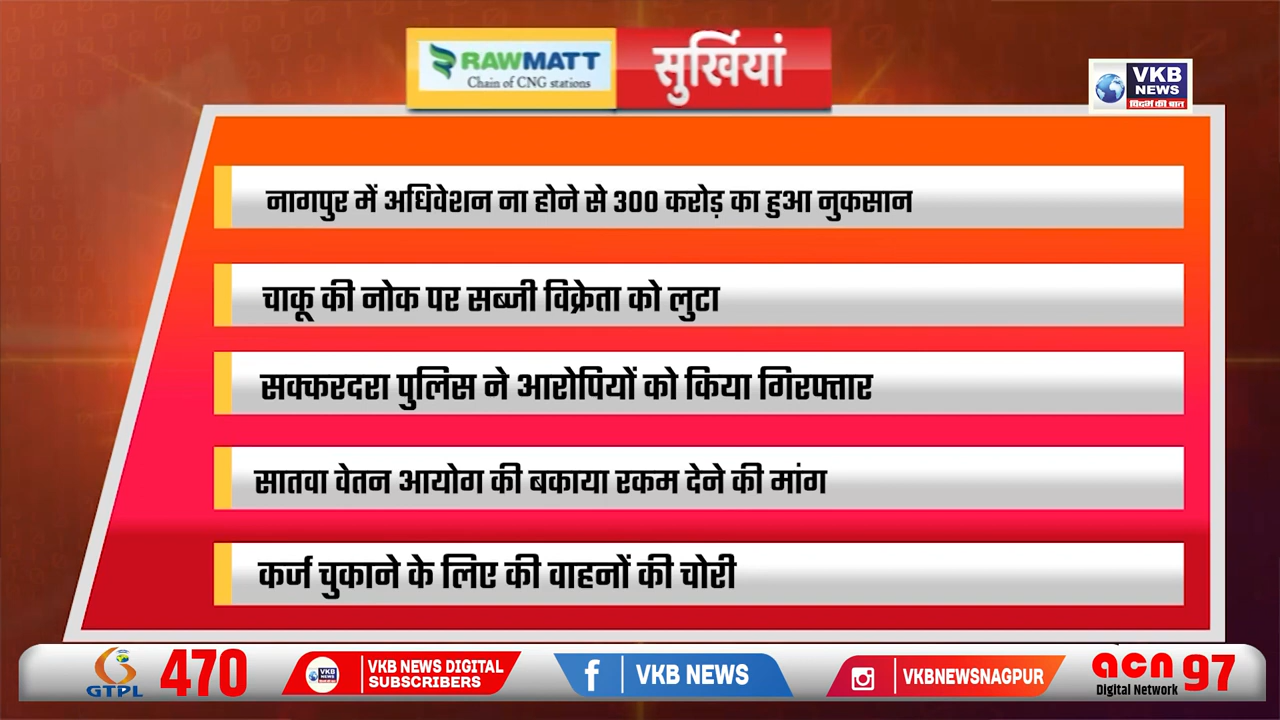 RAWMATT
Chain of CNG stations
सुर्खियां
VKB
NEWS
विदर्भ की बात
नागपुर में अधिवेशन ना होने से 300 करोड़ का हुआ नुकसान
चाकू की नोक पर सब्जी विक्रेता को लुटा
सक्करदरा पुलिस ने आरोपियों को किया गिरफ्तार
सातवा वेतन आयोग की बकाया रकम देने की मांग
कर्ज चुकाने के लिए की वाहनों की चोरी
GTPL
470
VKB NEWS DIGITAL
SUBSCRIBERS
VKB NEWS
VKBNEWSNAGPUR
acn 97
Digital Network